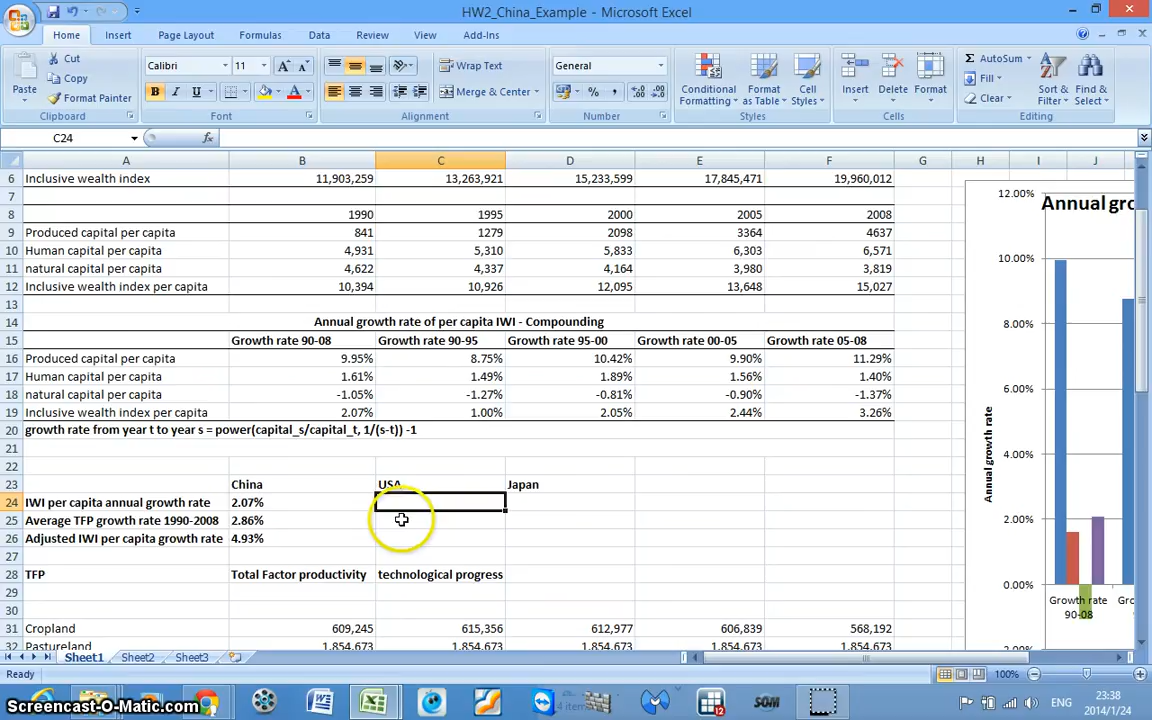 HW2_China_Example - Microsoft Excel
Home Insert Page Layout Formulas Data Review View Add-Ins
Paste Cut Copy Format Painter Clipboard
Calibri 11 A A B I U A Font
Wrap Text Merge & Center Alignment
General % , Number
Conditional Formatting Format as Table Cell Styles Styles
Insert Delete Format Cells
Σ AutoSum Fill Clear Sort & Filter Find & Select Editing
C24 fx
A B C D E F G H I J
6 Inclusive wealth index 11,903,259 13,263,921 15,233,599 17,845,471 19,960,012
7
8 1990 1995 2000 2005 2008
9 Produced capital per capita 841 1279 2098 3364 4637
10 Human capital per capita 4,931 5,310 5,833 6,303 6,571
11 natural capital per capita 4,622 4,337 4,164 3,980 3,819
12 Inclusive wealth index per capita 10,394 10,926 12,095 13,648 15,027
13
14 Annual growth rate of per capita IWI - Compounding
15 Growth rate 90-08 Growth rate 90-95 Growth rate 95-00 Growth rate 00-05 Growth rate 05-08
16 Produced capital per capita 9.95% 8.75% 10.42% 9.90% 11.29%
17 Human capital per capita 1.61% 1.49% 1.89% 1.56% 1.40%
18 natural capital per capita -1.05% -1.27% -0.81% -0.90% -1.37%
19 Inclusive wealth index per capita 2.07% 1.00% 2.05% 2.44% 3.26%
20 growth rate from year t to year s = power(capital_s/capital_t, 1/(s-t)) -1
21
22
23 China USA Japan
24 IWI per capita annual growth rate 2.07%
25 Average TFP growth rate 1990-2008 2.86%
26 Adjusted IWI per capita growth rate 4.93%
27
28 TFP Total Factor productivity technological progress
29
30
31 Cropland 609,245 615,356 612,977 606,839 568,192
32 Pastureland 1,854,673 1,854,673 1,854,673 1,854,673 1,854,673
Annual gro
12.00%
10.00%
8.00%
6.00%
4.00%
2.00%
0.00%
Annual growth rate
Growth rate
90-08
Sheet1 Sheet2 Sheet3
Ready 100%
Screencast-O-Matic.com
SOM
12
ENG
23:38
2014/1/24